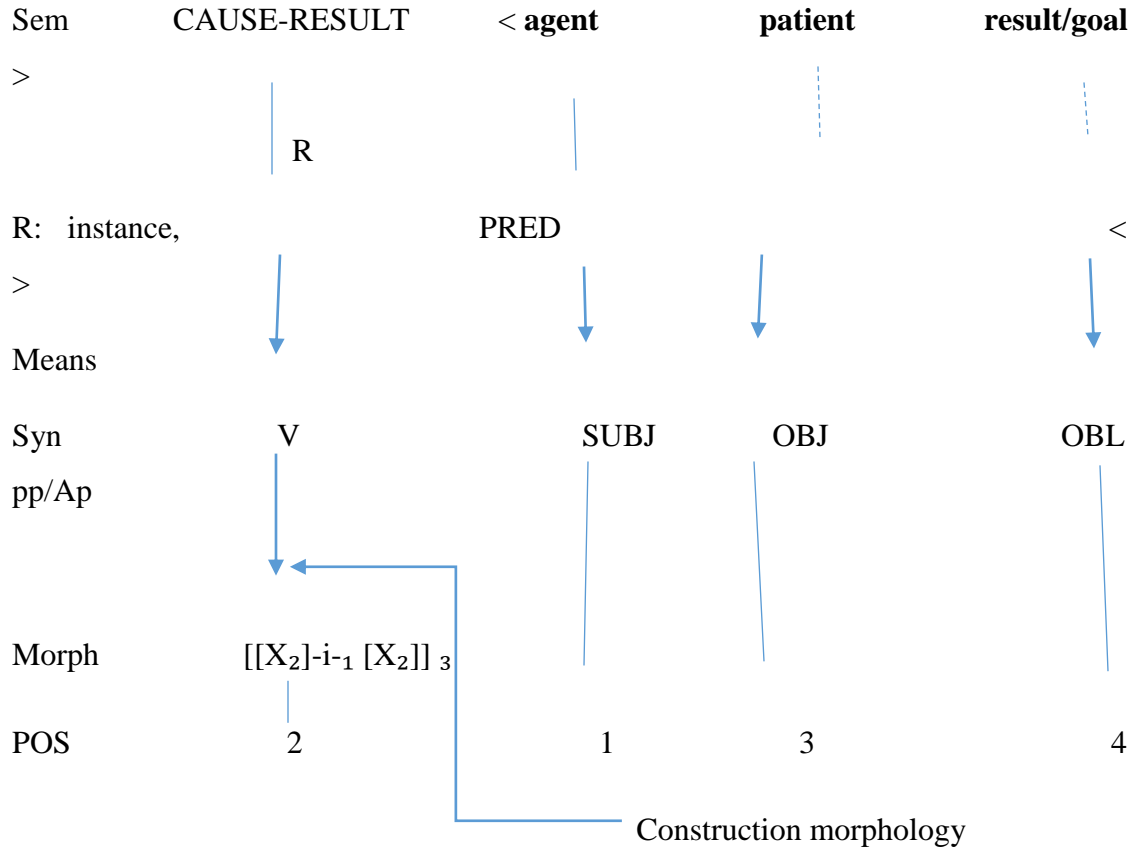 Sem CAUSE-RESULT < agent patient result/goal
>
R
R: instance, PRED <
>
Means
Syn V SUBJ OBJ OBL
pp/Ap
Morph [[X₂]-i-₁ [X₂]] ₃
POS 2 1 3 4
Construction morphology